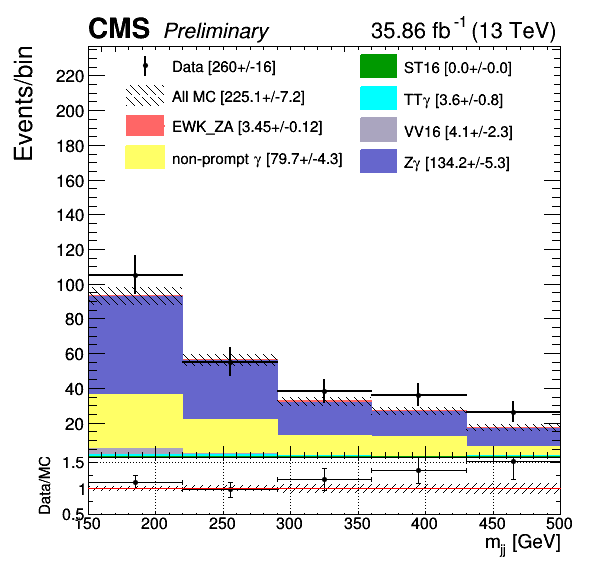 CMS Preliminary 35.86 fb⁻¹ (13 TeV)
Events/bin
Data [260+/-16]
All MC [225.1+/-7.2]
EWK_ZA [3.45+/-0.12]
non-prompt γ [79.7+/-4.3]
ST16 [0.0+/-0.0]
TTγ [3.6+/-0.8]
VV16 [4.1+/-2.3]
Zγ [134.2+/-5.3]
220
200
180
160
140
120
100
80
60
40
20
Data/MC
1.5
1
0.5
150 200 250 300 350 400 450 500
m_jj [GeV]